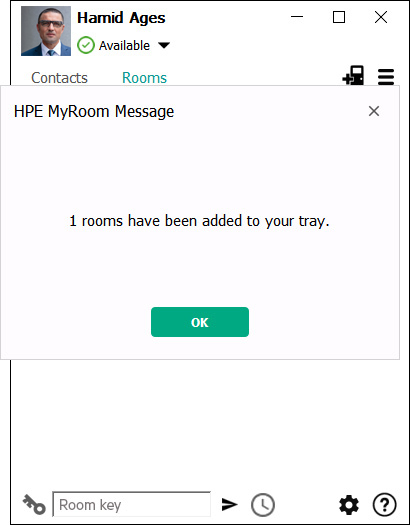 Hamid Ages
Available
Contacts Rooms
HPE MyRoom Message
1 rooms have been added to your tray.
OK
Room key